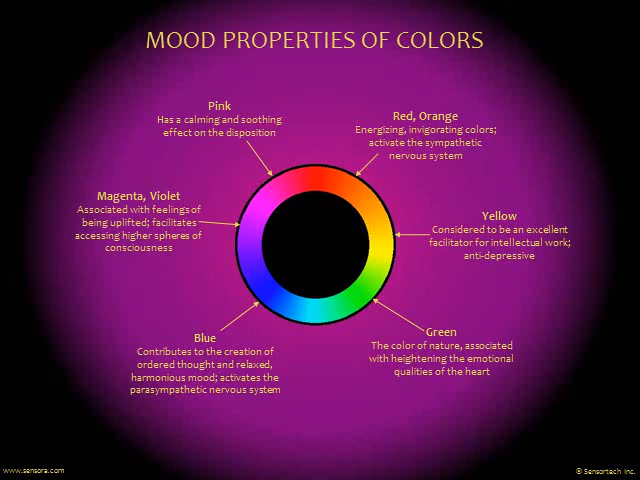 MOOD PROPERTIES OF COLORS
Pink
Has a calming and soothing
effect on the disposition
Red, Orange
Energizing, invigorating colors;
activate the sympathetic
nervous system
Magenta, Violet
Associated with feelings of
being uplifted; facilitates
accessing higher spheres of
consciousness
Yellow
Considered to be an excellent
facilitator for intellectual work;
anti-depressive
Blue
Contributes to the creation of
ordered thought and relaxed,
harmonious mood; activates the
parasympathetic nervous system
Green
The color of nature, associated
with heightening the emotional
qualities of the heart
www.sensora.com
© Sensortech Inc.